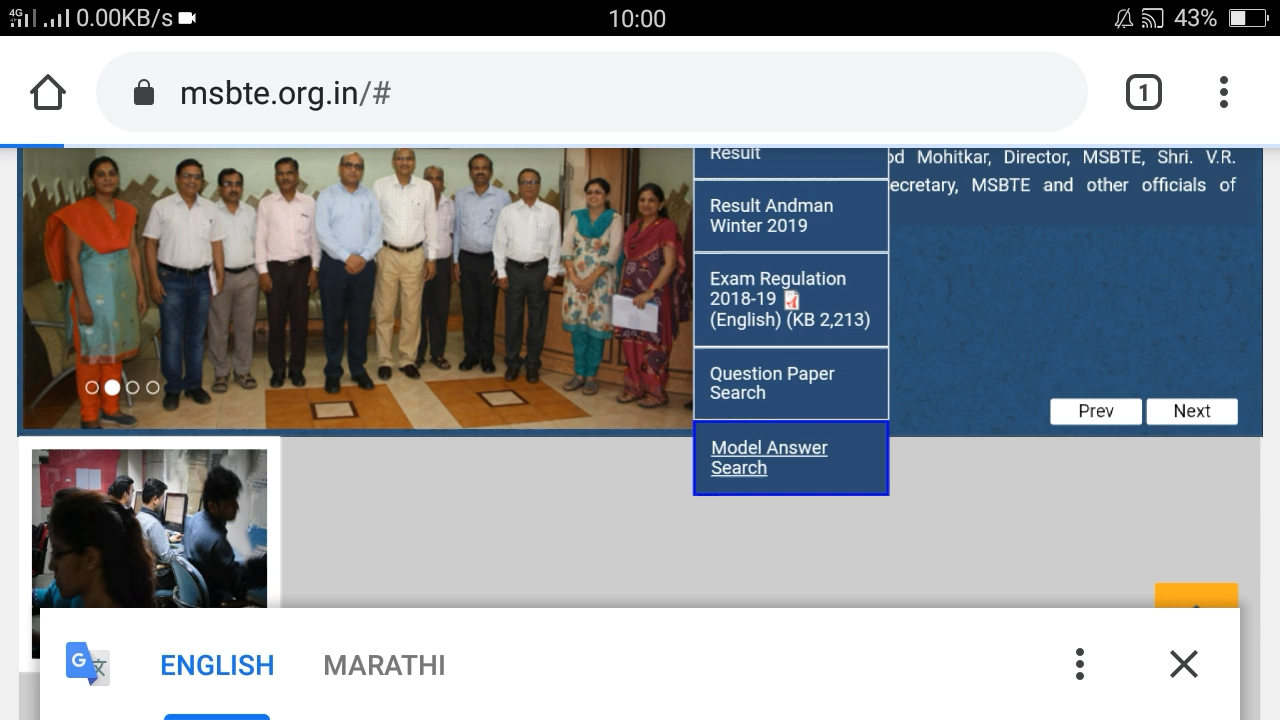 4G 0.00KB/s 10:00 43%
msbte.org.in/# 1
Result
Mohitkar, Director, MSBTE, Shri. V.R.
MSBTE and other officials of
Result Andman
Winter 2019
Exam Regulation
2018-19
(English) (KB 2,213)
Question Paper
Search
Model Answer
Search
Prev Next
G 文 ENGLISH MARATHI